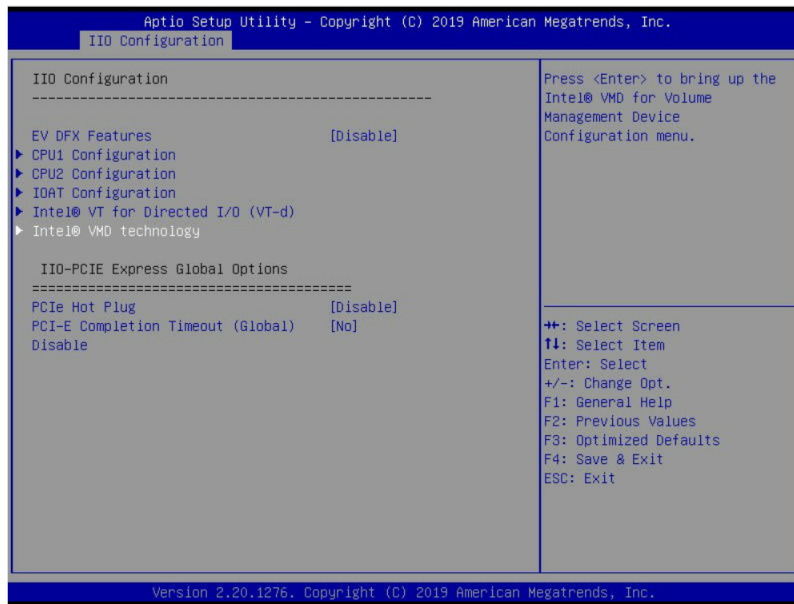 Aptio Setup Utility – Copyright (C) 2019 American Megatrends, Inc.
IIO Configuration
IIO Configuration
--------------------------------------------------
EV DFX Features [Disable]
▶ CPU1 Configuration
▶ CPU2 Configuration
▶ IOAT Configuration
▶ Intel® VT for Directed I/O (VT-d)
▶ Intel® VMD technology
IIO-PCIE Express Global Options
========================================
PCIe Hot Plug [Disable]
PCI-E Completion Timeout (Global) [No]
Disable
Press <Enter> to bring up the
Intel® VMD for Volume
Management Device
Configuration menu.
→←: Select Screen
↑↓: Select Item
Enter: Select
+/-: Change Opt.
F1: General Help
F2: Previous Values
F3: Optimized Defaults
F4: Save & Exit
ESC: Exit
Version 2.20.1276. Copyright (C) 2019 American Megatrends, Inc.